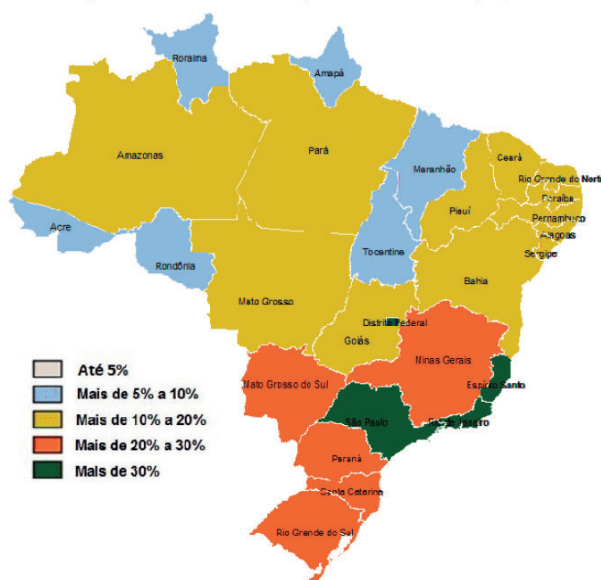 Roraima
Amapá
Amazonas
Pará
Maranhão
Ceará
Rio Grande do Norte
Paraíba
Piauí
Pernambuco
Alagoas
Sergipe
Acre
Rondônia
Tocantins
Bahia
Mato Grosso
Distrito Federal
Goiás
Minas Gerais
Mato Grosso do Sul
Espírito Santo
São Paulo
Rio de Janeiro
Paraná
Santa Catarina
Rio Grande do Sul
Até 5%
Mais de 5% a 10%
Mais de 10% a 20%
Mais de 20% a 30%
Mais de 30%